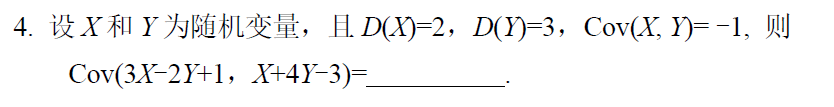 4. 设 X 和 Y 为随机变量，且 D(X)=2，D(Y)=3，Cov(X, Y)= −1, 则
Cov(3X−2Y+1，X+4Y−3)=__________.